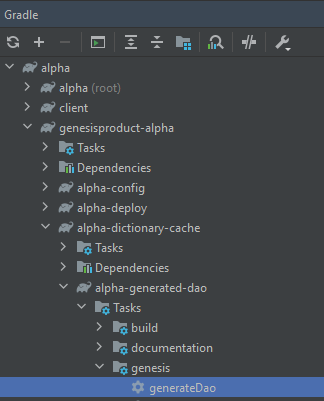 Gradle
alpha
alpha (root)
client
genesisproduct-alpha
Tasks
Dependencies
alpha-config
alpha-deploy
alpha-dictionary-cache
Tasks
Dependencies
alpha-generated-dao
Tasks
build
documentation
genesis
generateDao